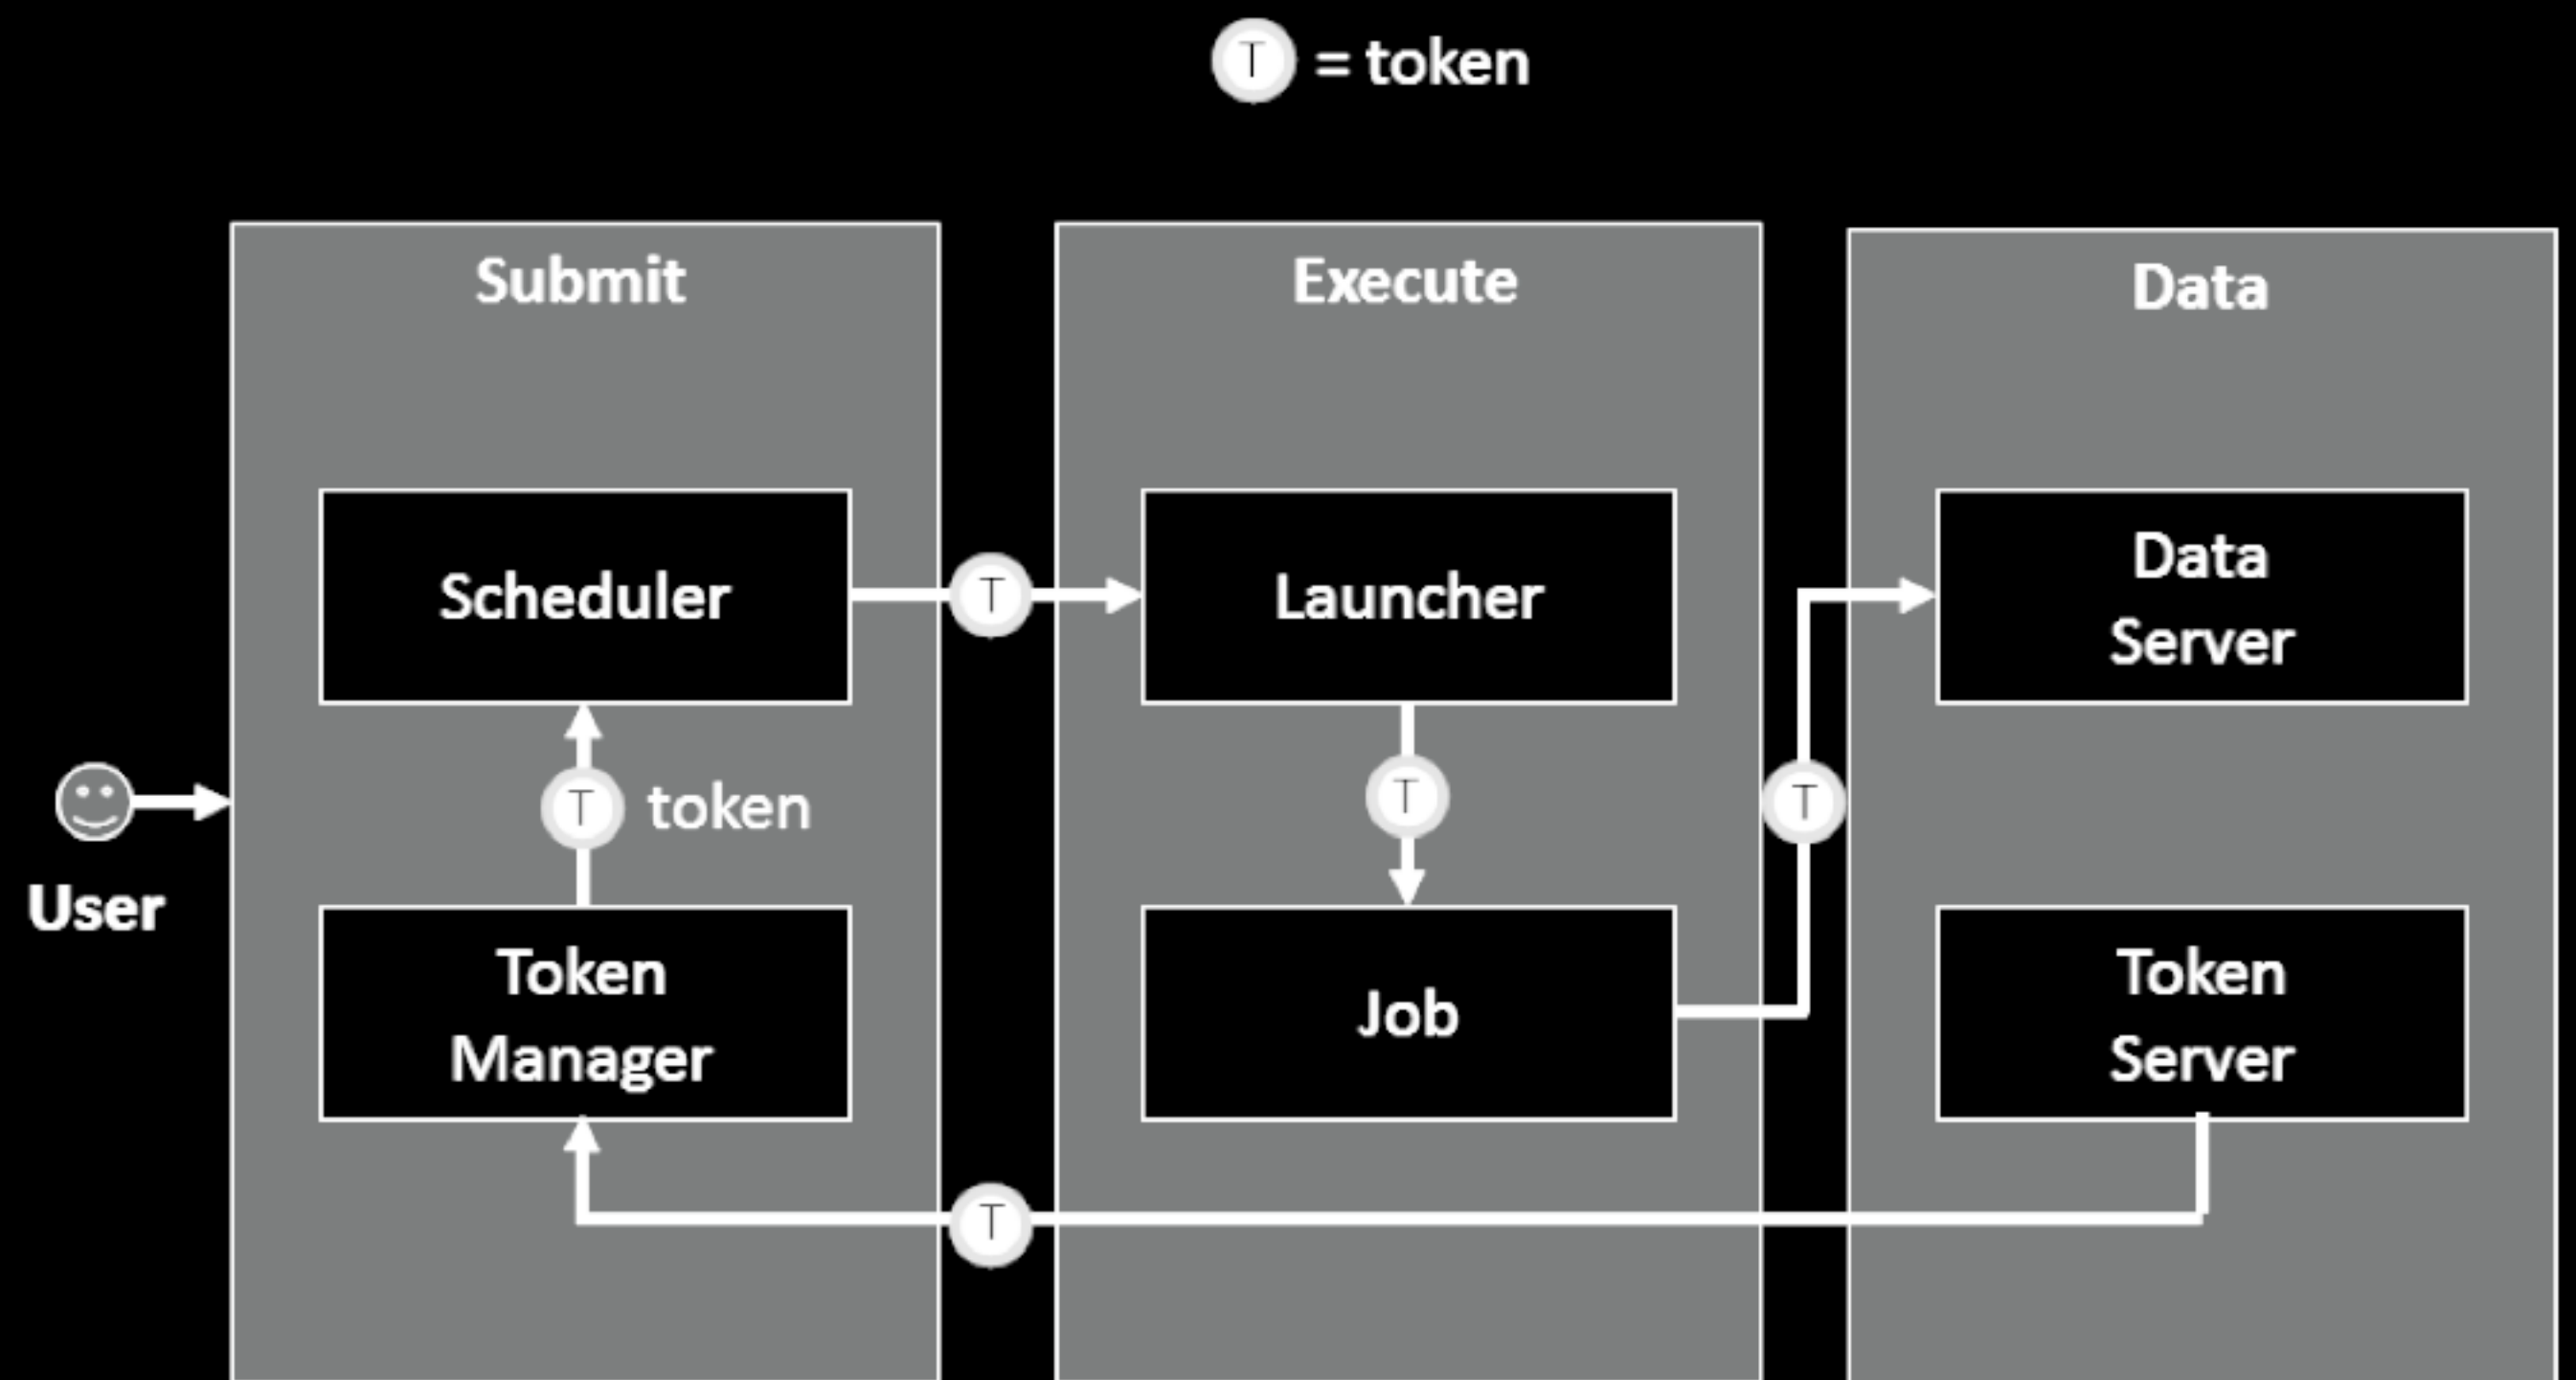 T = token
Submit
Execute
Data
Scheduler
T
Launcher
Data
Server
User
T token
T
T
Token
Manager
Job
Token
Server
T